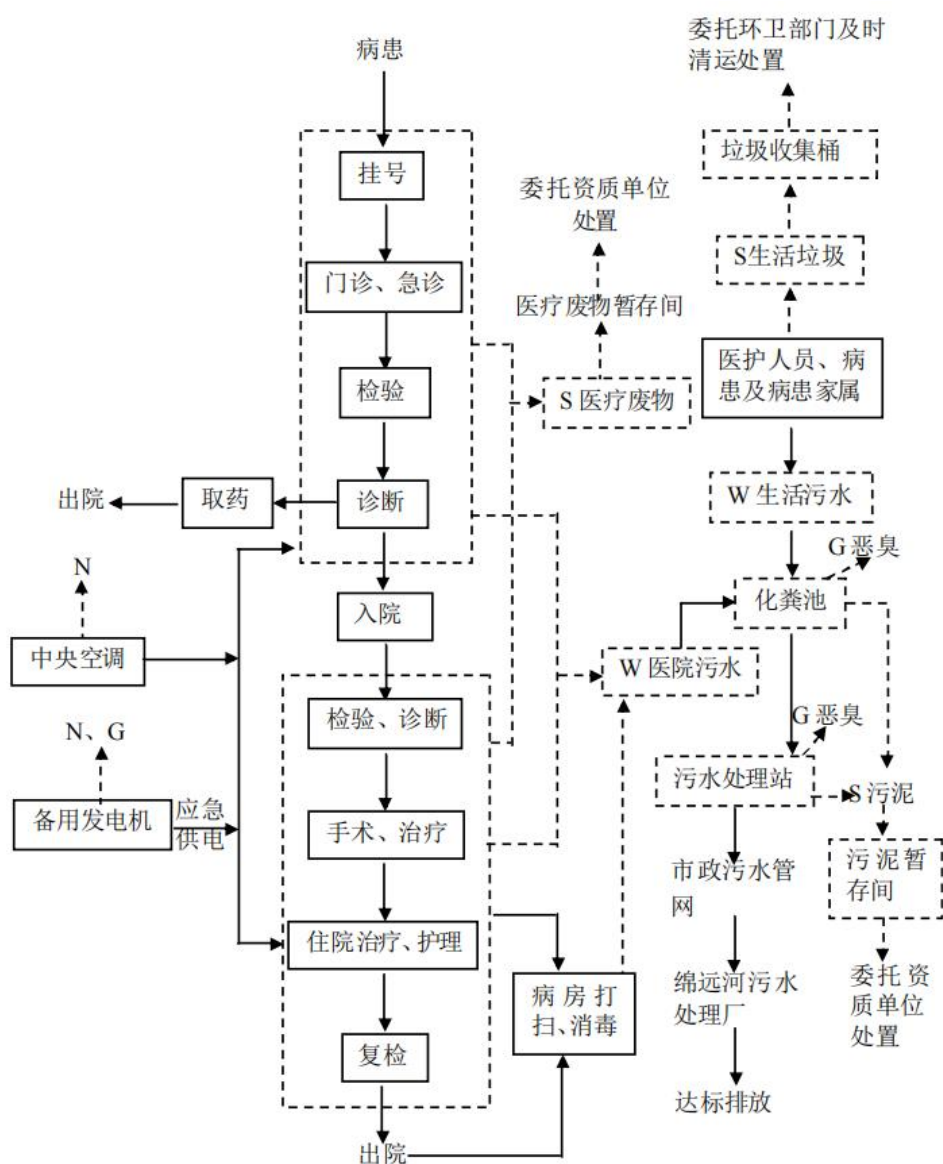 病患
挂号
门诊、急诊
检验
诊断
取药
出院
入院
检验、诊断
手术、治疗
住院治疗、护理
复检
出院
N
中央空调
N、G
备用发电机
应急
供电
病房打
扫、消毒
委托资质单位
处置
医疗废物暂存间
S 医疗废物
W 医院污水
委托环卫部门及时
清运处置
垃圾收集桶
S生活垃圾
医护人员、病
患及病患家属
W 生活污水
G 恶臭
化粪池
G 恶臭
污水处理站
S 污泥
污泥暂
存间
委托资
质单位
处置
市政污水管
网
绵远河污水
处理厂
达标排放